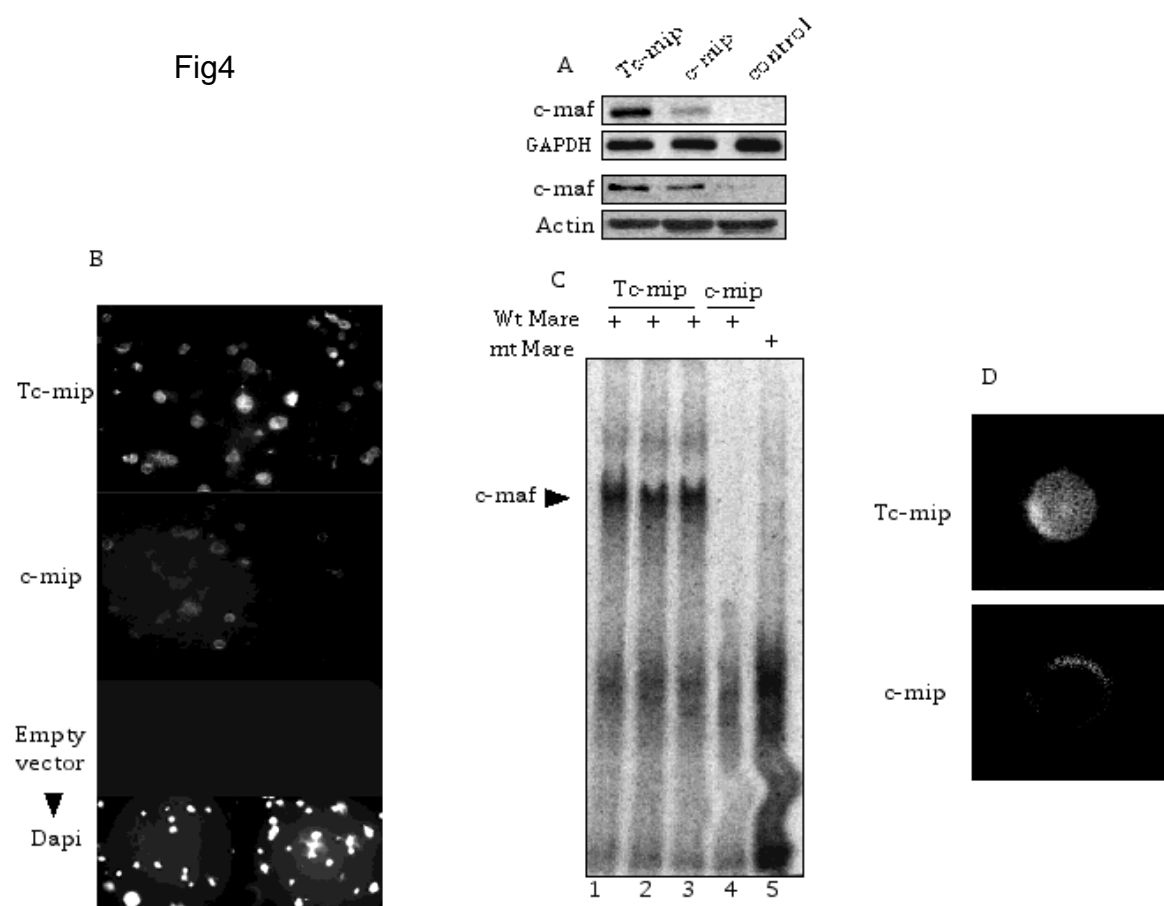 Fig4
A
Tc-mip c-mip control
c-maf
GAPDH
c-maf
Actin
B
Tc-mip
c-mip
Empty
vector
Dapi
C
Tc-mip c-mip
Wt Mare + + + +
mt Mare +
c-maf
1 2 3 4 5
D
Tc-mip
c-mip